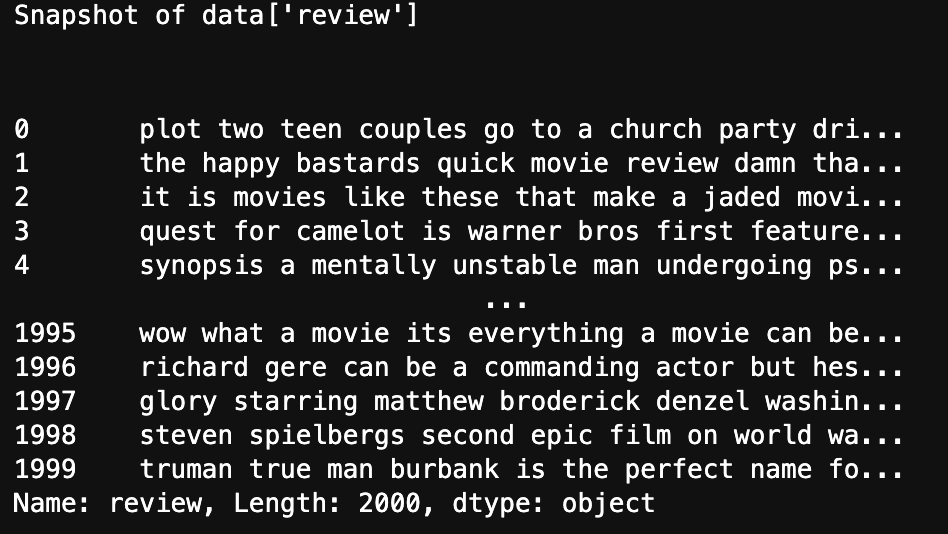 Snapshot of data['review']
0 plot two teen couples go to a church party dri...
1 the happy bastards quick movie review damn tha...
2 it is movies like these that make a jaded movi...
3 quest for camelot is warner bros first feature...
4 synopsis a mentally unstable man undergoing ps...
...
1995 wow what a movie its everything a movie can be...
1996 richard gere can be a commanding actor but hes...
1997 glory starring matthew broderick denzel washin...
1998 steven spielbergs second epic film on world wa...
1999 truman true man burbank is the perfect name fo...
Name: review, Length: 2000, dtype: object